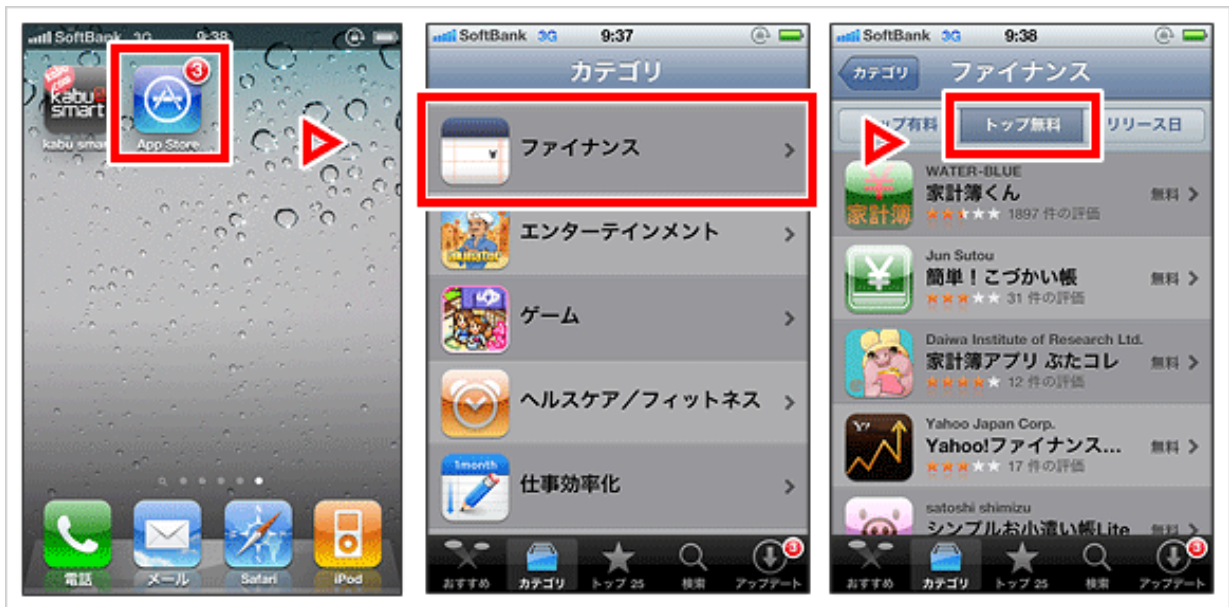 SoftBank 3G 9:38
kabu.com
kabu
smart
3
kabu smart
App Store
電話
メール
Safari
iPod
SoftBank 3G 9:37
カテゴリ
ファイナンス
エンターテインメント
ゲーム
ヘルスケア／フィットネス
1month
仕事効率化
おすすめ
カテゴリ
トップ 25
検索
アップデート
3
SoftBank 3G 9:38
カテゴリ
ファイナンス
トップ有料
トップ無料
リリース日
WATER-BLUE
家計簿くん
無料
1897 件の評価
¥
家計簿
Jun Sutou
簡単！こづかい帳
無料
31 件の評価
¥
Daiwa Institute of Research Ltd.
家計簿アプリ ぶたコレ
無料
12 件の評価
Yahoo Japan Corp.
Yahoo!ファイナンス...
無料
17 件の評価
Y!
satoshi shimizu
シンプルお小遣い帳Lite
無料
おすすめ
カテゴリ
トップ 25
検索
アップデート
3